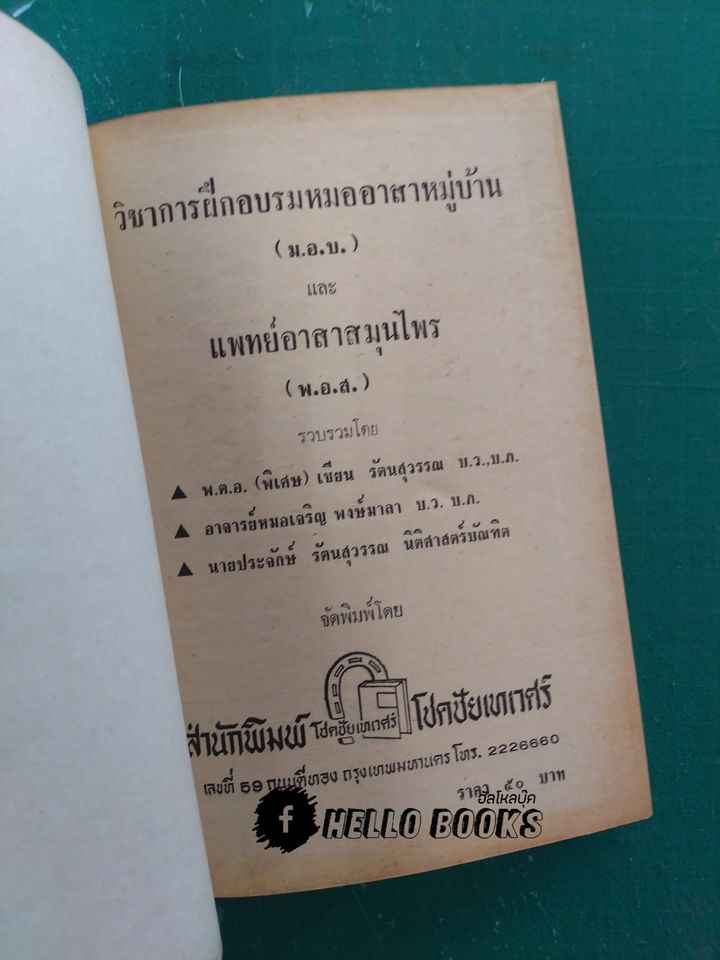 วิชาการฝึกอบรมหมออาสาหมู่บ้าน
(ม.อ.บ.)
และ
แพทย์อาสาสมุนไพร
(พ.อ.ส.)
รวบรวมโดย
▲ พ.ต.อ. (พิเศษ) เขียน รัตนสุวรรณ บ.ว.,บ.ภ.
▲ อาจารย์หมอเจริญ พงษ์มาลา บ.ว. บ.ภ.
▲ นายประจักษ์ รัตนสุวรรณ นิติศาสตร์บัณฑิต
จัดพิมพ์โดย
สำนักพิมพ์ โชคชัยเทเวศร์ โชคชัยเทเวศร์
เลขที่ 59 ถนนตีทอง กรุงเทพมหานคร โทร. 2226660
ราคา ๕๐ บาท
ฮัลโหลบุ๊ค
f HELLO BOOKS